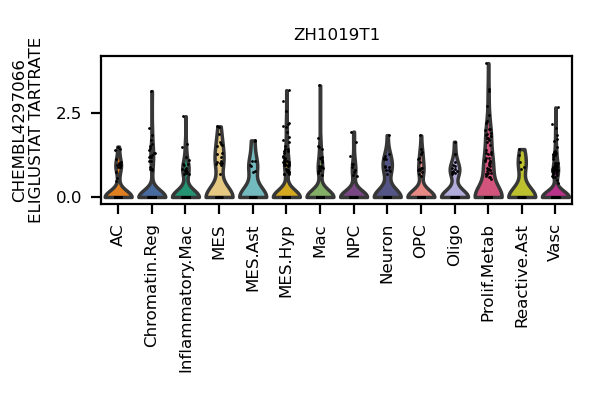 ZH1019T1
CHEMBL4297066
ELIGLUSTAT TARTRATE
2.5
0.0
AC
Chromatin.Reg
Inflammatory.Mac
MES
MES.Ast
MES.Hyp
Mac
NPC
Neuron
OPC
Oligo
Prolif.Metab
Reactive.Ast
Vasc